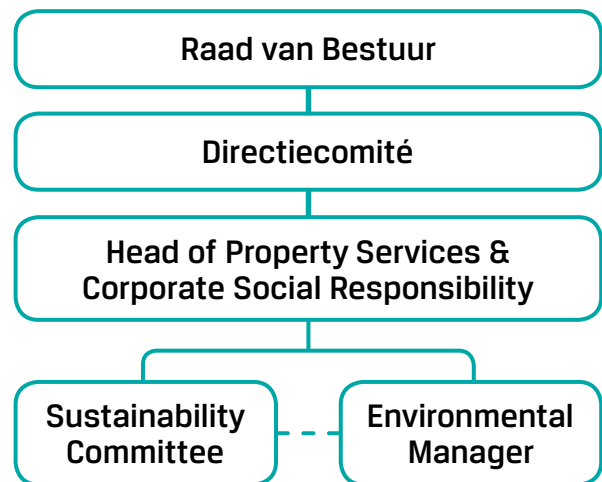 Raad van Bestuur
Directiecomité
Head of Property Services &
Corporate Social Responsibility
Sustainability
Committee
Environmental
Manager